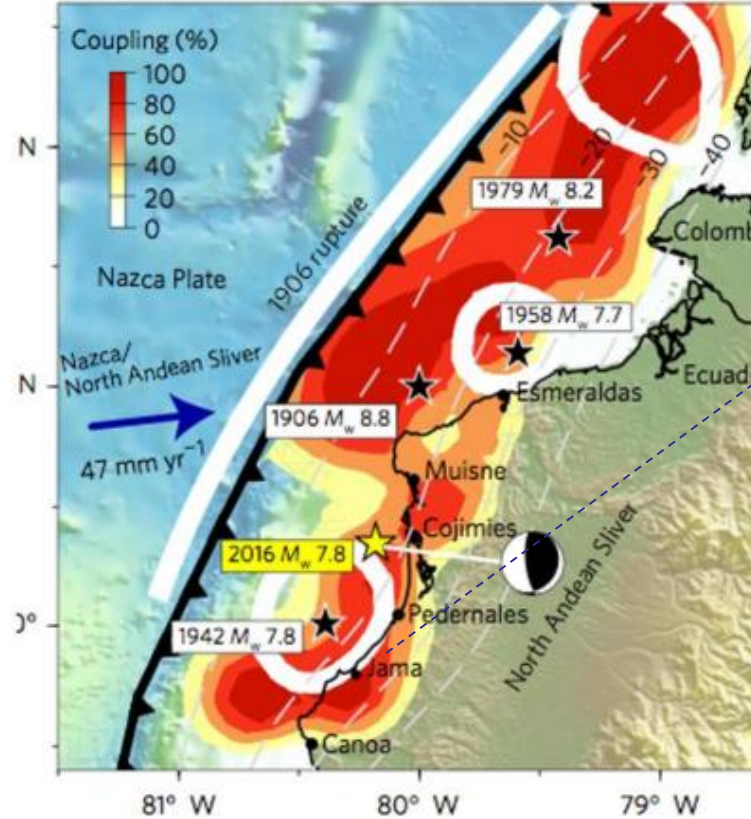 Coupling (%)
100
80
60
40
20
0
N
-10
-20
-30
-40
1979 Mw 8.2
Colomb
1906 rupture
Nazca Plate
1958 Mw 7.7
Nazca/
North Andean Sliver
N
Esmeraldas
Ecuad
1906 Mw 8.8
47 mm yr⁻¹
Muisne
Cojimies
2016 Mw 7.8
North Andean Sliver
Pedernales
0°
1942 Mw 7.8
Jama
Canoa
81° W
80° W
79° W